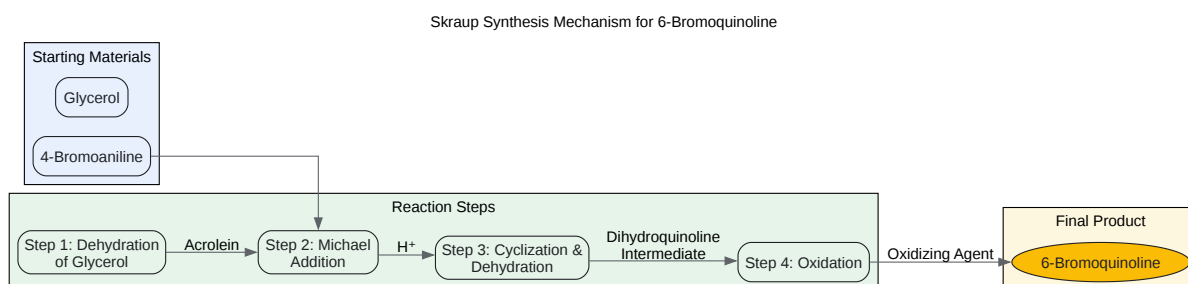 Skraup Synthesis Mechanism for 6-Bromoquinoline
Starting Materials
Glycerol
4-Bromoaniline
Reaction Steps
Step 1: Dehydration
of Glycerol
Acrolein
Step 2: Michael
Addition
H⁺
Step 3: Cyclization &
Dehydration
Dihydroquinoline
Intermediate
Step 4: Oxidation
Oxidizing Agent
Final Product
6-Bromoquinoline